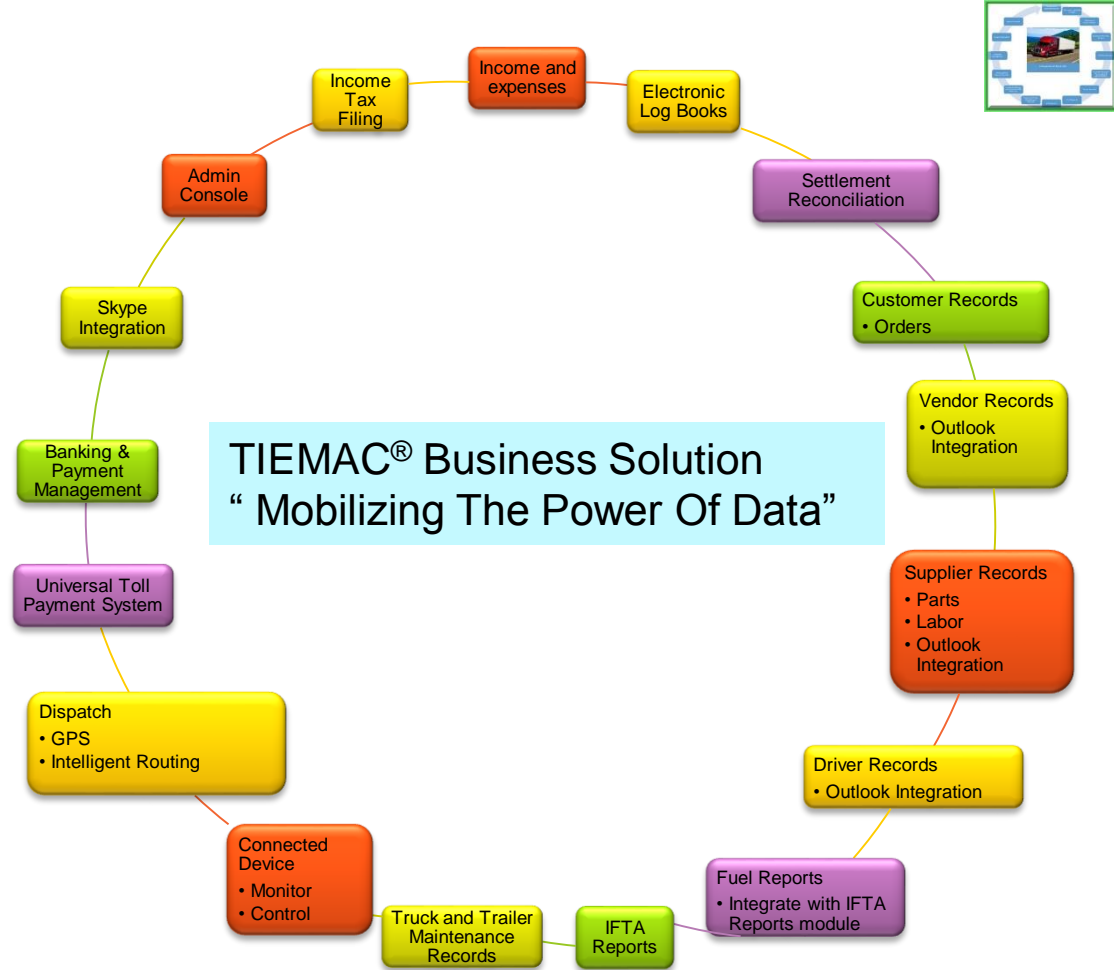 Income and
expenses
Electronic
Log Books
Settlement
Reconciliation
Customer Records
• Orders
Vendor Records
• Outlook
Integration
Supplier Records
• Parts
• Labor
• Outlook
Integration
Driver Records
• Outlook Integration
Fuel Reports
• Integrate with IFTA
Reports module
IFTA
Reports
Truck and Trailer
Maintenance
Records
Connected
Device
• Monitor
• Control
Dispatch
• GPS
• Intelligent Routing
Universal Toll
Payment System
Banking &
Payment
Management
Skype
Integration
Admin
Console
Income
Tax
Filing
TIEMAC® Business Solution
“ Mobilizing The Power Of Data”